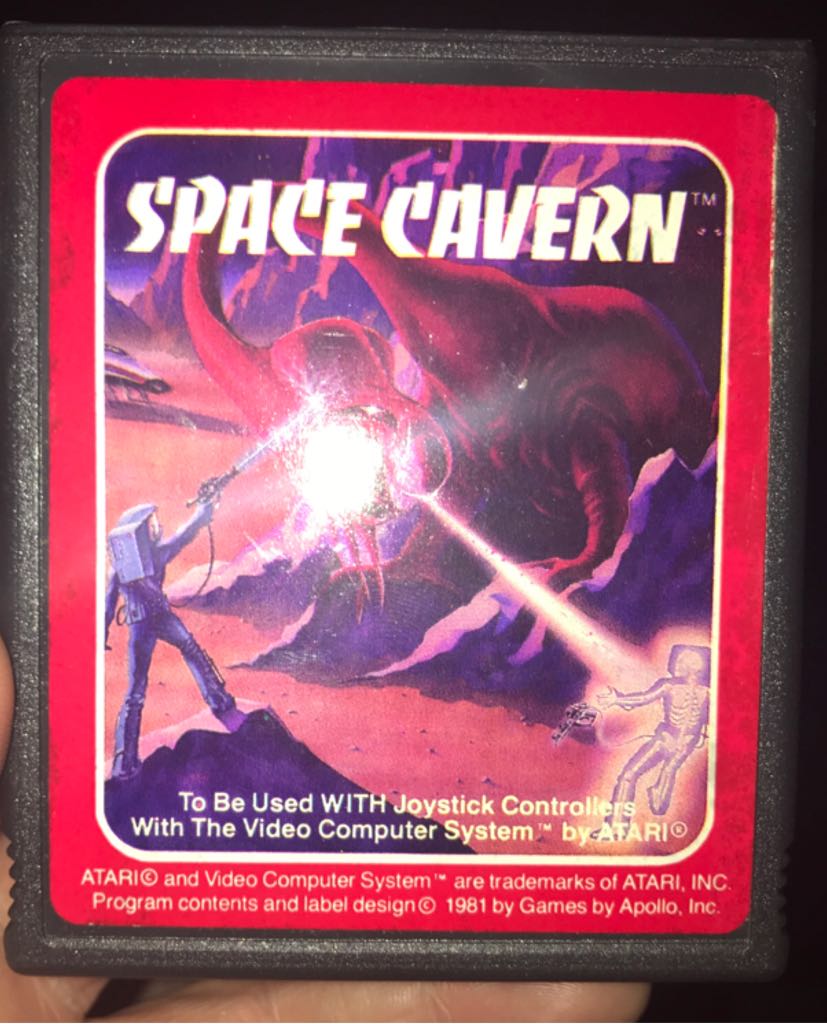 SPACE CAVERN™
To Be Used WITH Joystick Controllers
With The Video Computer System™ by ATARI®
ATARI© and Video Computer System™ are trademarks of ATARI, INC.
Program contents and label design© 1981 by Games by Apollo, Inc.